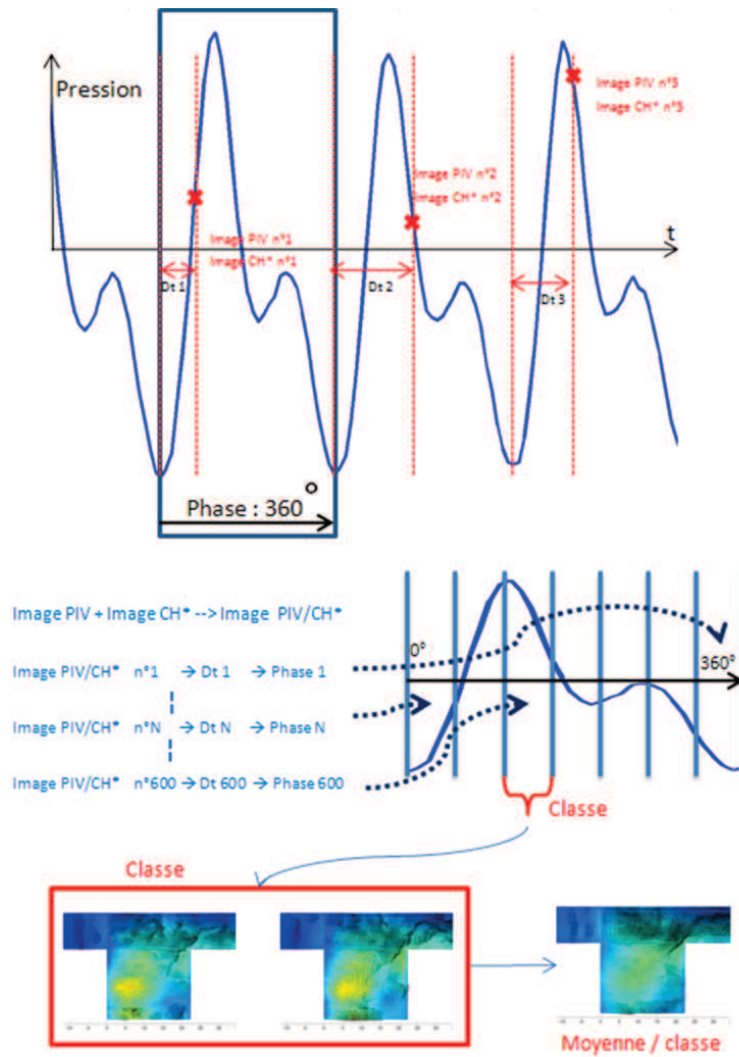 Pression
Image PIV n°3
Image CH* n°3
Image PIV n°2
Image CH* n°2
t
Image PIV n°1
Image CH* n°1
Dt 1
Dt 2
Dt 3
Phase : 360°
Image PIV + Image CH* --> Image PIV/CH*
0°
360°
Image PIV/CH* n°1 → Dt 1 → Phase 1
Image PIV/CH* n°N → Dt N → Phase N
Image PIV/CH* n°600 → Dt 600 → Phase 600
Classe
Classe
Moyenne / classe